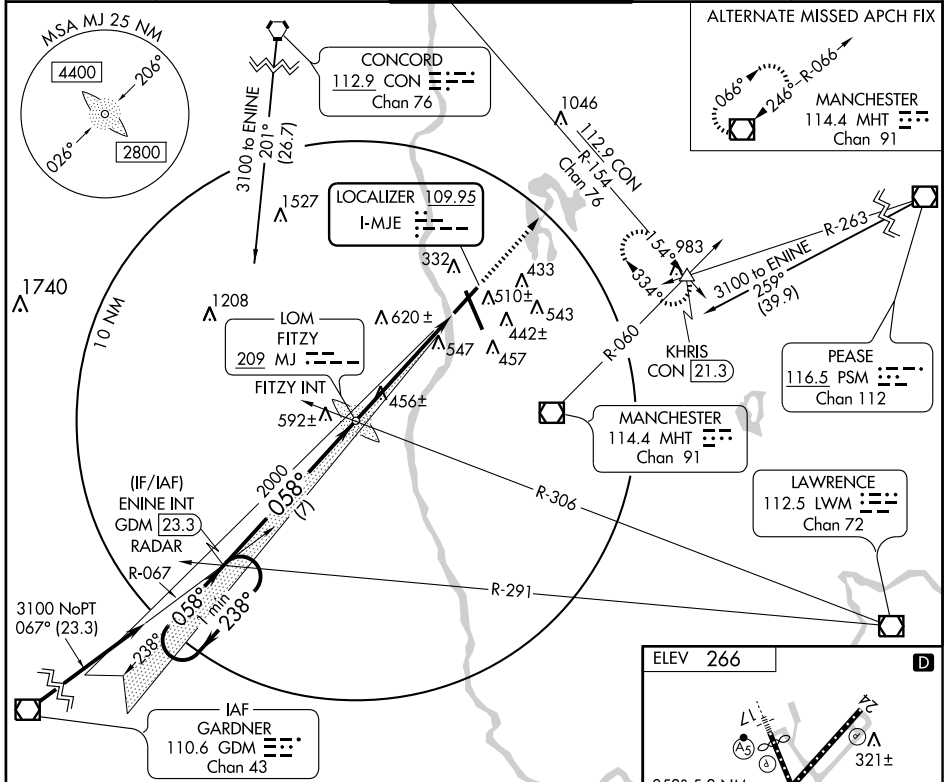 MSA MJ 25 NM
4400
206°
026°
2800
3100 to ENINE
201°
(26.7)
CONCORD
112.9 CON
Chan 76
ALTERNATE MISSED APCH FIX
066°
246°
R-066
MANCHESTER
114.4 MHT
Chan 91
1046
112.9 CON
R-154
Chan 76
LOCALIZER 109.95
I-MJE
1527
1740
1208
10 NM
332
433
510±
543
442±
457
547
620±
LOM
FITZY
209 MJ
FITZY INT
592±
456±
154°
334°
983
R-263
3100 to ENINE
259°
(39.9)
R-060
KHRIS
CON 21.3
PEASE
116.5 PSM
Chan 112
MANCHESTER
114.4 MHT
Chan 91
LAWRENCE
112.5 LWM
Chan 72
R-306
R-291
(IF/IAF)
ENINE INT
GDM 23.3
RADAR
R-067
2000
058°
(7)
058°
1 min
238°
238°
3100 NoPT
067° (23.3)
IAF
GARDNER
110.6 GDM
Chan 43
ELEV 266
D
17
24
A5
P
P
321±